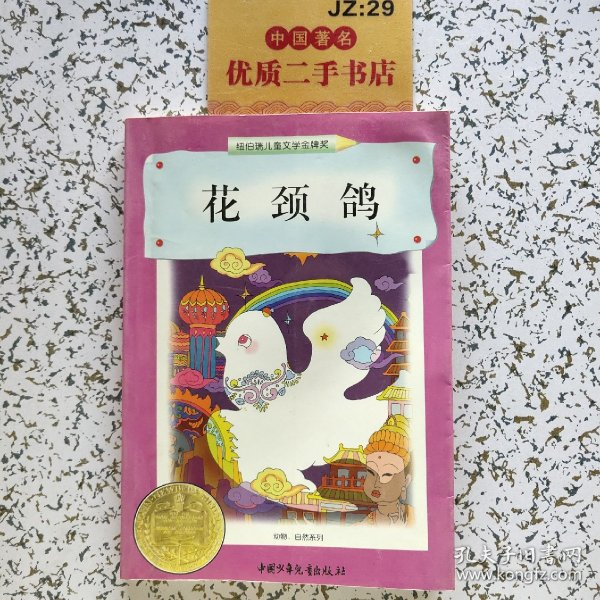 JZ:29
中国著名
优质二手书店
纽伯瑞儿童文学金牌奖
花颈鸽
动物、自然系列
中国少年儿童出版社
孔夫子旧书网
www.kongfz.com